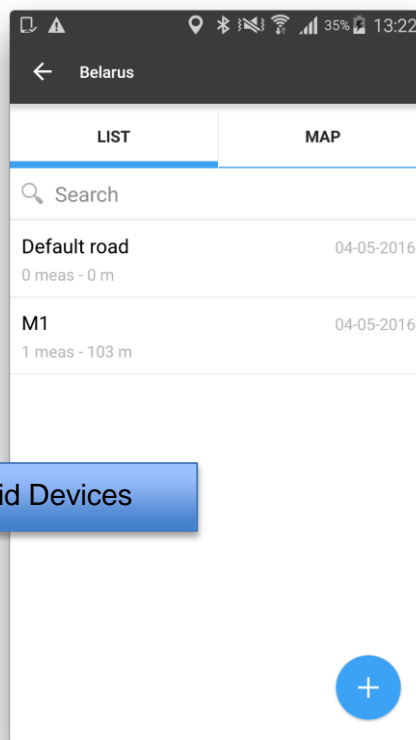 35% 13:22
Belarus
LIST MAP
Search
Default road 04-05-2016
0 meas - 0 m
M1 04-05-2016
1 meas - 103 m
id Devices
+